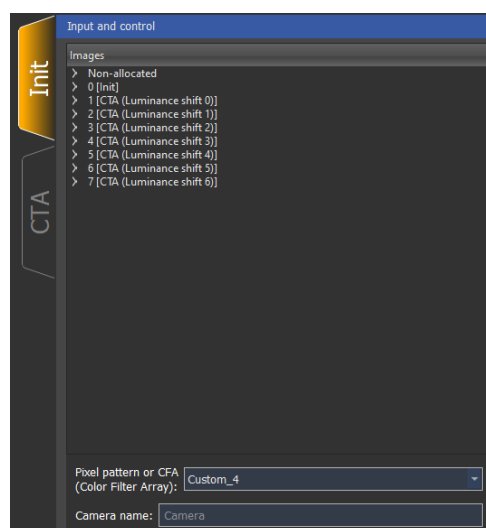 Input and control
Init
CTA
Images
Non-allocated
0 [Init]
1 [CTA (Luminance shift 0)]
2 [CTA (Luminance shift 1)]
3 [CTA (Luminance shift 2)]
4 [CTA (Luminance shift 3)]
5 [CTA (Luminance shift 4)]
6 [CTA (Luminance shift 5)]
7 [CTA (Luminance shift 6)]
Pixel pattern or CFA
(Color Filter Array):
Custom_4
Camera name:
Camera